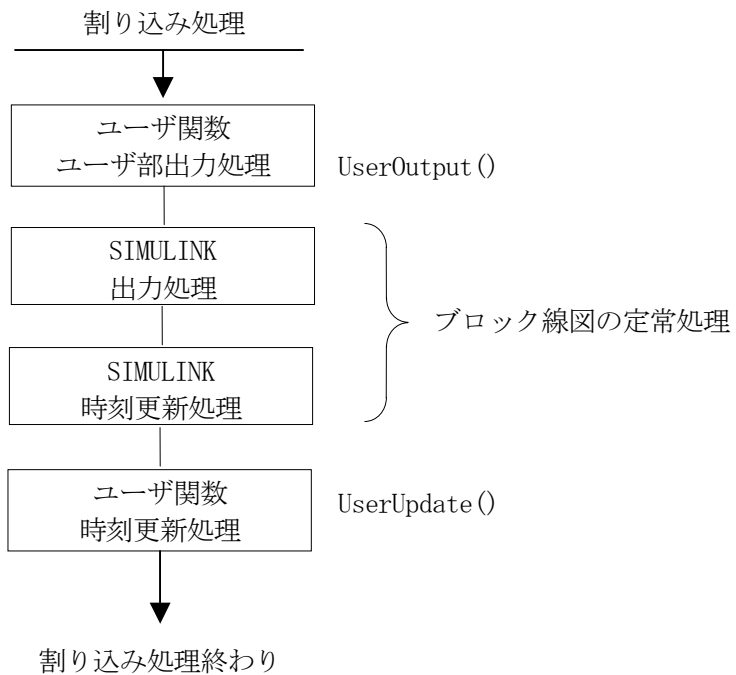 割り込み処理
ユーザ関数
ユーザ部出力処理
UserOutput()
SIMULINK
出力処理
ブロック線図の定常処理
SIMULINK
時刻更新処理
ユーザ関数
時刻更新処理
UserUpdate()
割り込み処理終わり